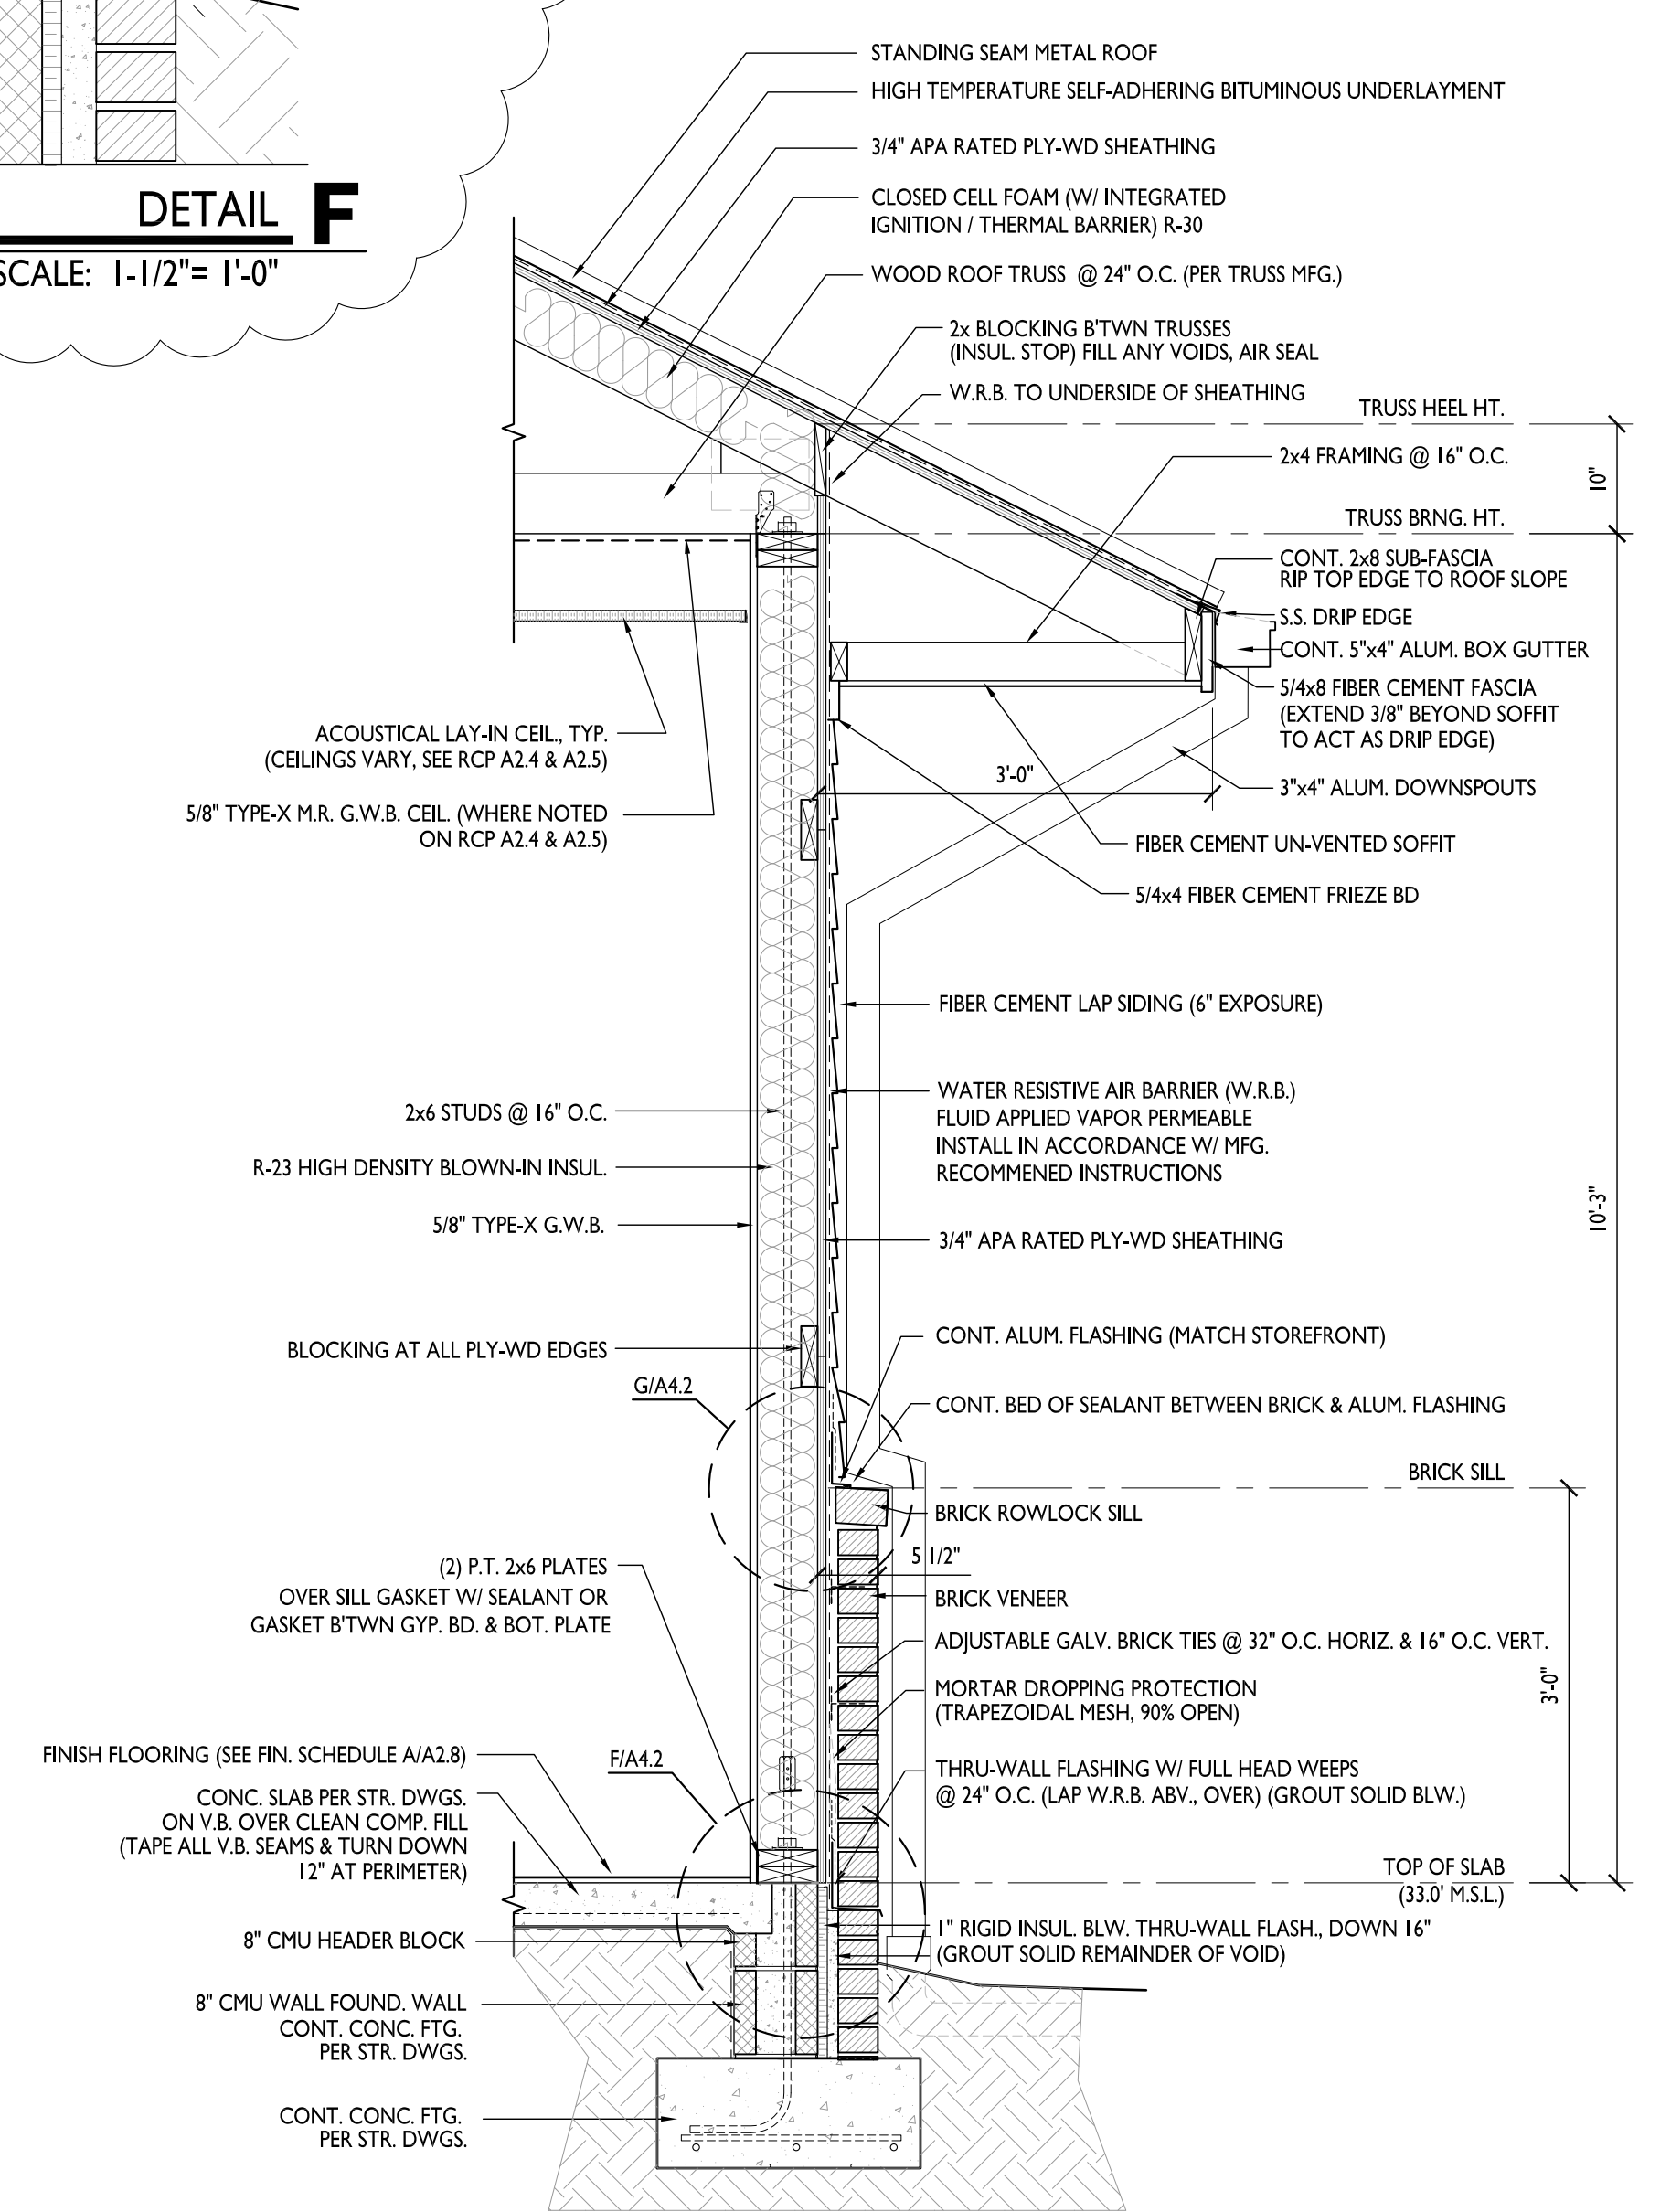 DETAIL F
SCALE: 1-1/2"= 1'-0"
STANDING SEAM METAL ROOF
HIGH TEMPERATURE SELF-ADHERING BITUMINOUS UNDERLAYMENT
3/4" APA RATED PLY-WD SHEATHING
CLOSED CELL FOAM (W/ INTEGRATED
IGNITION / THERMAL BARRIER) R-30
WOOD ROOF TRUSS @ 24" O.C. (PER TRUSS MFG.)
2x BLOCKING B'TWN TRUSSES
(INSUL. STOP) FILL ANY VOIDS, AIR SEAL
W.R.B. TO UNDERSIDE OF SHEATHING
TRUSS HEEL HT.
2x4 FRAMING @ 16" O.C.
10"
TRUSS BRNG. HT.
CONT. 2x8 SUB-FASCIA
RIP TOP EDGE TO ROOF SLOPE
S.S. DRIP EDGE
CONT. 5"x4" ALUM. BOX GUTTER
5/4x8 FIBER CEMENT FASCIA
(EXTEND 3/8" BEYOND SOFFIT
TO ACT AS DRIP EDGE)
3'-0"
3"x4" ALUM. DOWNSPOUTS
FIBER CEMENT UN-VENTED SOFFIT
5/4x4 FIBER CEMENT FRIEZE BD
ACOUSTICAL LAY-IN CEIL., TYP.
(CEILINGS VARY, SEE RCP A2.4 & A2.5)
5/8" TYPE-X M.R. G.W.B. CEIL. (WHERE NOTED
ON RCP A2.4 & A2.5)
FIBER CEMENT LAP SIDING (6" EXPOSURE)
WATER RESISTIVE AIR BARRIER (W.R.B.)
FLUID APPLIED VAPOR PERMEABLE
INSTALL IN ACCORDANCE W/ MFG.
RECOMMENED INSTRUCTIONS
2x6 STUDS @ 16" O.C.
R-23 HIGH DENSITY BLOWN-IN INSUL.
5/8" TYPE-X G.W.B.
3/4" APA RATED PLY-WD SHEATHING
10'-3"
BLOCKING AT ALL PLY-WD EDGES
G/A4.2
CONT. ALUM. FLASHING (MATCH STOREFRONT)
CONT. BED OF SEALANT BETWEEN BRICK & ALUM. FLASHING
BRICK SILL
BRICK ROWLOCK SILL
5 1/2"
(2) P.T. 2x6 PLATES
OVER SILL GASKET W/ SEALANT OR
GASKET B'TWN GYP. BD. & BOT. PLATE
BRICK VENEER
ADJUSTABLE GALV. BRICK TIES @ 32" O.C. HORIZ. & 16" O.C. VERT.
MORTAR DROPPING PROTECTION
(TRAPEZOIDAL MESH, 90% OPEN)
3'-0"
THRU-WALL FLASHING W/ FULL HEAD WEEPS
@ 24" O.C. (LAP W.R.B. ABV., OVER) (GROUT SOLID BLW.)
FINISH FLOORING (SEE FIN. SCHEDULE A/A2.8)
F/A4.2
CONC. SLAB PER STR. DWGS.
ON V.B. OVER CLEAN COMP. FILL
(TAPE ALL V.B. SEAMS & TURN DOWN
12" AT PERIMETER)
TOP OF SLAB
(33.0' M.S.L.)
1" RIGID INSUL. BLW. THRU-WALL FLASH., DOWN 16"
(GROUT SOLID REMAINDER OF VOID)
8" CMU HEADER BLOCK
8" CMU WALL FOUND. WALL
CONT. CONC. FTG.
PER STR. DWGS.
CONT. CONC. FTG.
PER STR. DWGS.